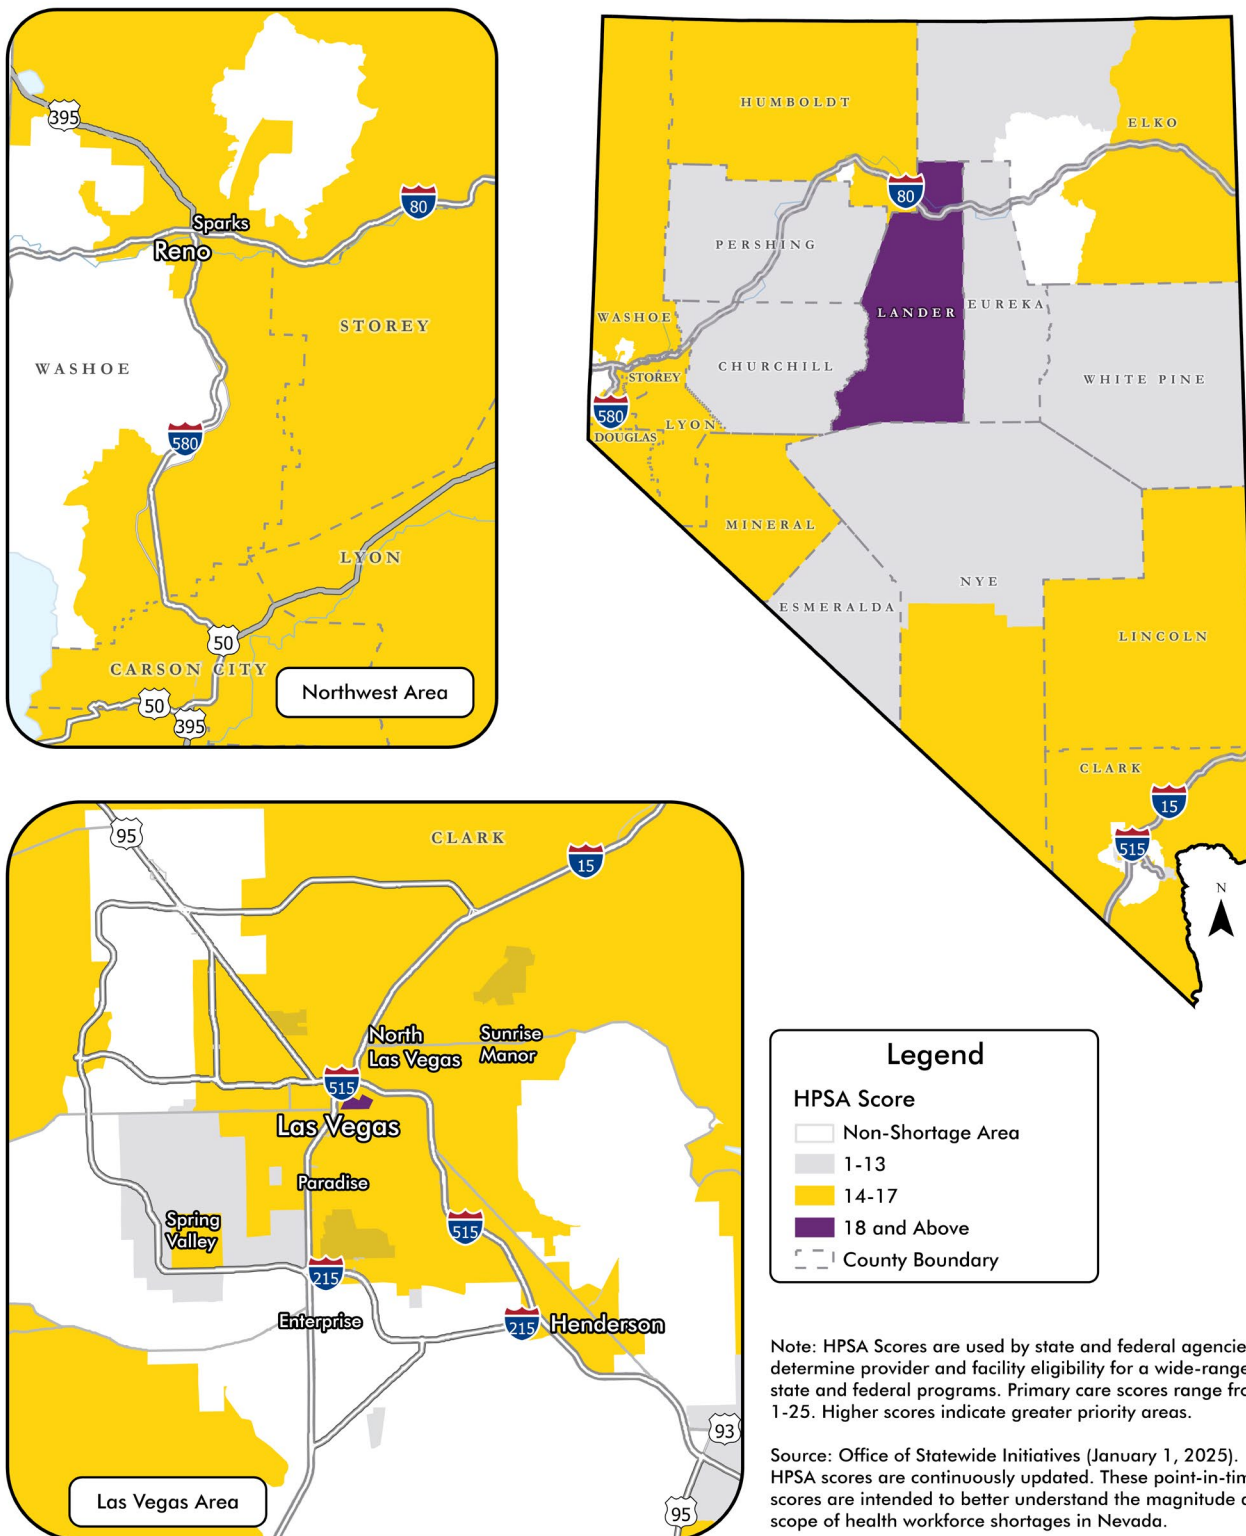 395
80
Sparks
Reno
STOREY
WASHOE
580
LYON
50
CARSON CITY
50
395
Northwest Area
HUMBOLDT
ELKO
80
PERSHING
LANDER
EUREKA
WASHOE
CHURCHILL
WHITE PINE
STOREY
580
LYON
DOUGLAS
MINERAL
NYE
ESMERALDA
LINCOLN
CLARK
15
515
N
95
CLARK
15
North
Las Vegas
Sunrise
Manor
515
Las Vegas
Paradise
Spring
Valley
515
215
Enterprise
215
Henderson
93
95
Las Vegas Area
Legend
HPSA Score
Non-Shortage Area
1-13
14-17
18 and Above
County Boundary
Note: HPSA Scores are used by state and federal agencie
determine provider and facility eligibility for a wide-range
state and federal programs. Primary care scores range fro
1-25. Higher scores indicate greater priority areas.
Source: Office of Statewide Initiatives (January 1, 2025).
HPSA scores are continuously updated. These point-in-tim
scores are intended to better understand the magnitude a
scope of health workforce shortages in Nevada.